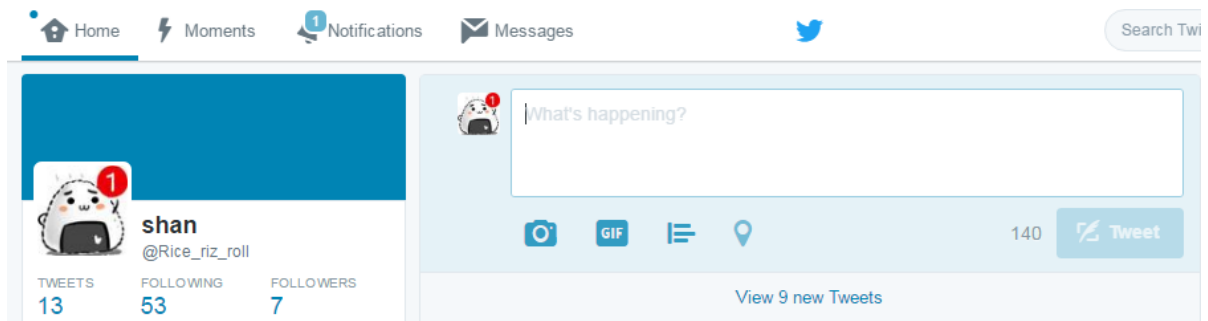 Home Moments 1 Notifications Messages Search Twi
What's happening?
1
1
shan
@Rice_riz_roll
GIF 140 Tweet
TWEETS FOLLOWING FOLLOWERS
13 53 7
View 9 new Tweets